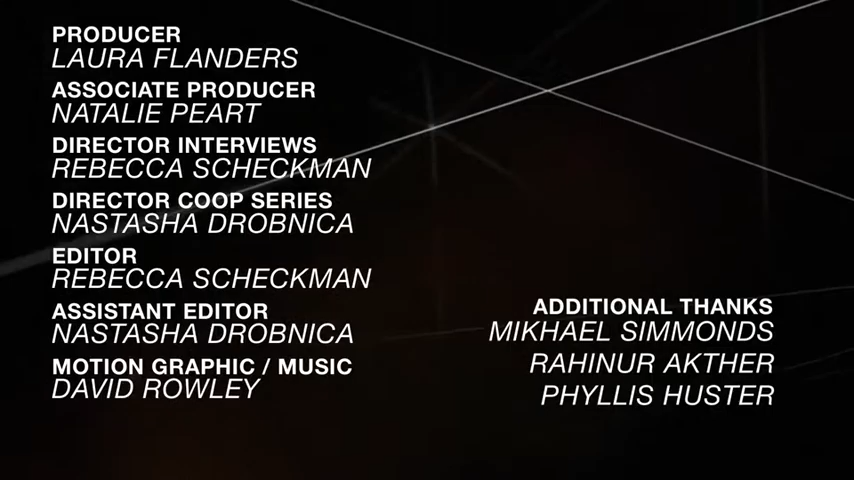 PRODUCER
LAURA FLANDERS
ASSOCIATE PRODUCER
NATALIE PEART
DIRECTOR INTERVIEWS
REBECCA SCHECKMAN
DIRECTOR COOP SERIES
NASTASHA DROBNICA
EDITOR
REBECCA SCHECKMAN
ASSISTANT EDITOR
NASTASHA DROBNICA
MOTION GRAPHIC / MUSIC
DAVID ROWLEY
ADDITIONAL THANKS
MIKHAEL SIMMONDS
RAHINUR AKTHER
PHYLLIS HUSTER